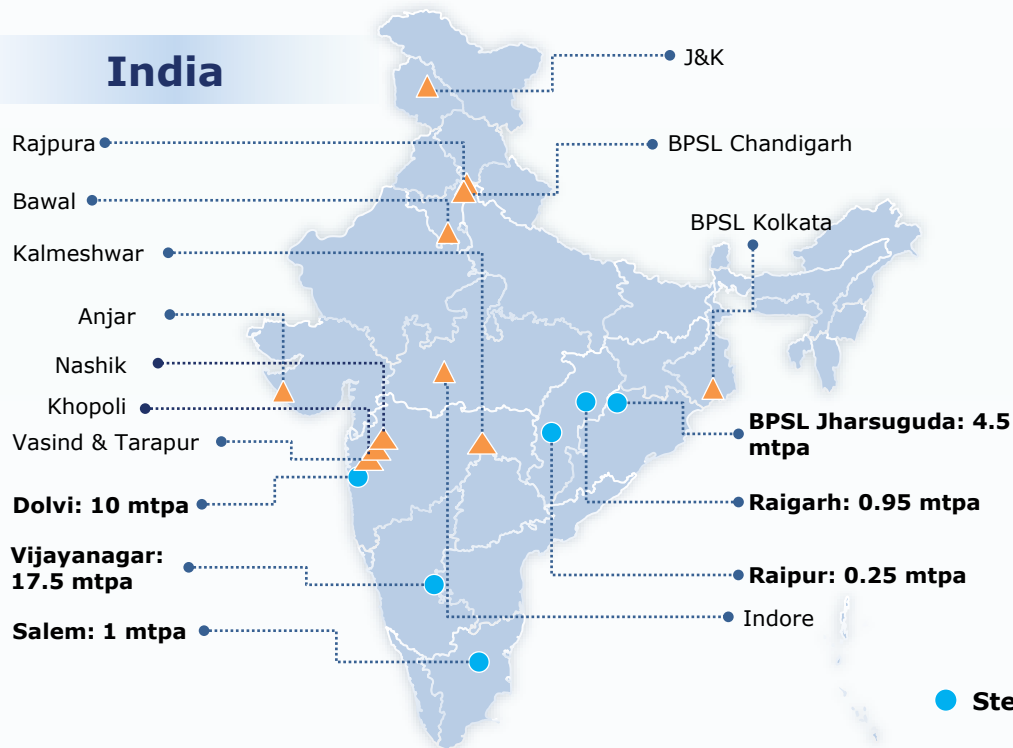 India
J&K
Rajpura
BPSL Chandigarh
Bawal
BPSL Kolkata
Kalmeshwar
Anjar
Nashik
Khopoli
Vasind & Tarapur
BPSL Jharsuguda: 4.5
mtpa
Dolvi: 10 mtpa
Raigarh: 0.95 mtpa
Vijayanagar:
17.5 mtpa
Raipur: 0.25 mtpa
Indore
Salem: 1 mtpa
Ste